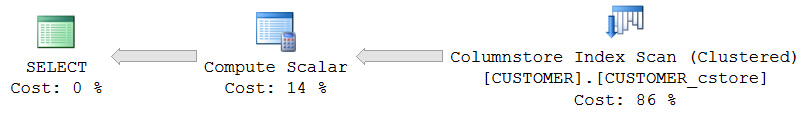 SELECT
Cost: 0 %
Compute Scalar
Cost: 14 %
Columnstore Index Scan (Clustered)
[CUSTOMER].[CUSTOMER_cstore]
Cost: 86 %